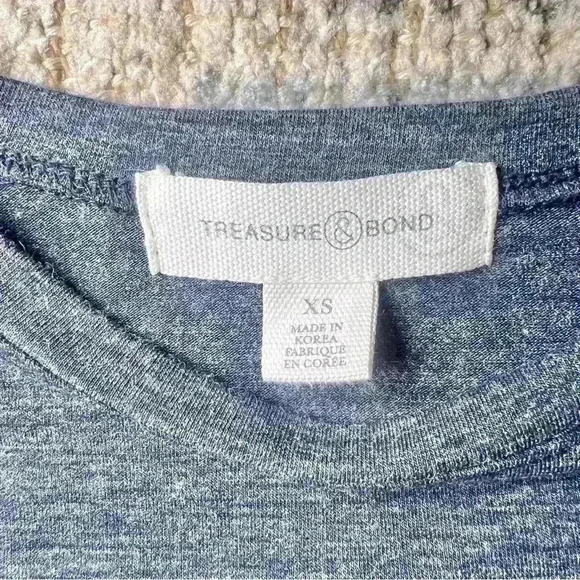 TREASURE & BOND
XS
MADE IN
KOREA
FABRIQUE
EN CORÉE